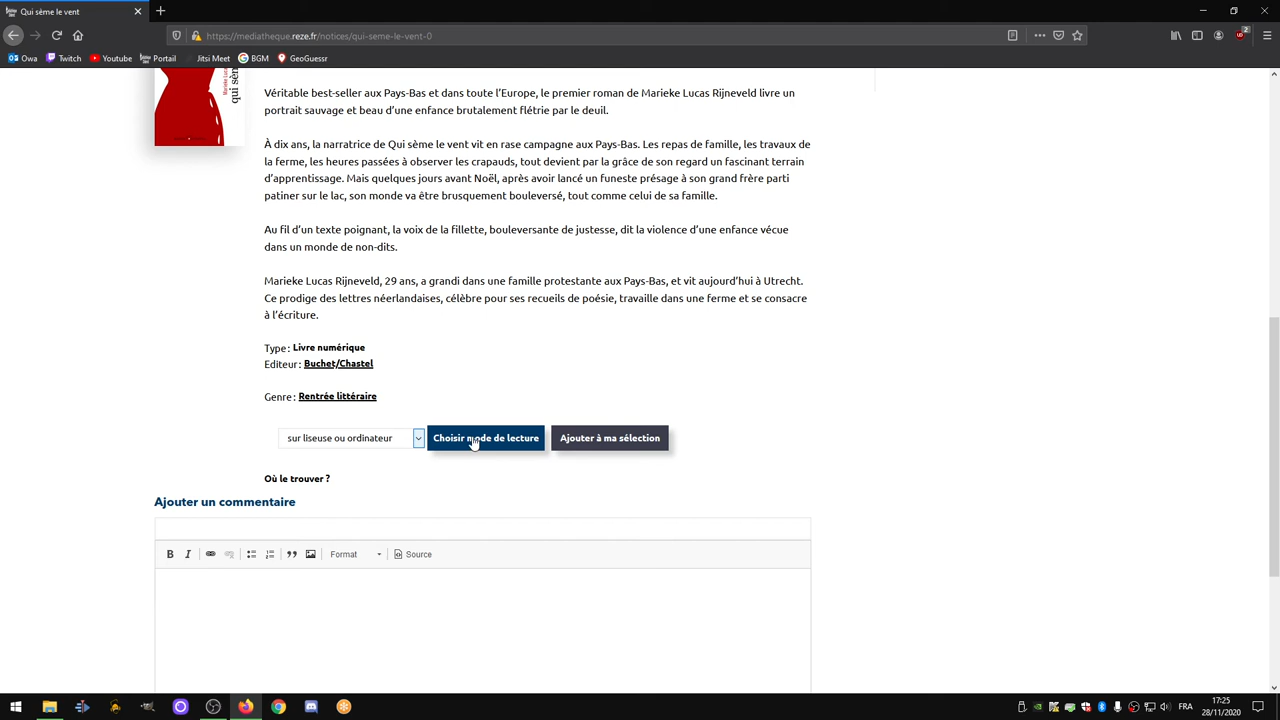 Qui sème le vent
https://mediatheque.reze.fr/notices/qui-seme-le-vent-0
Owa Twitch Youtube Portail Jitsi Meet BGM GeoGuessr
Véritable best-seller aux Pays-Bas et dans toute l'Europe, le premier roman de Marieke Lucas Rijneveld livre un
portrait sauvage et beau d'une enfance brutalement flétrie par le deuil.
À dix ans, la narratrice de Qui sème le vent vit en rase campagne aux Pays-Bas. Les repas de famille, les travaux de
la ferme, les heures passées à observer les crapauds, tout devient par la grâce de son regard un fascinant terrain
d'apprentissage. Mais quelques jours avant Noël, après avoir lancé un funeste présage à son grand frère parti
patiner sur le lac, son monde va être brusquement bouleversé, tout comme celui de sa famille.
Au fil d'un texte poignant, la voix de la fillette, bouleversante de justesse, dit la violence d'une enfance vécue
dans un monde de non-dits.
Marieke Lucas Rijneveld, 29 ans, a grandi dans une famille protestante aux Pays-Bas, et vit aujourd'hui à Utrecht.
Ce prodige des lettres néerlandaises, célèbre pour ses recueils de poésie, travaille dans une ferme et se consacre
à l'écriture.
Type : Livre numérique
Editeur : Buchet/Chastel
Genre : Rentrée littéraire
sur liseuse ou ordinateur Choisir mode de lecture Ajouter à ma sélection
Où le trouver ?
Ajouter un commentaire
B I Format Source
FRA
17:25
28/11/2020